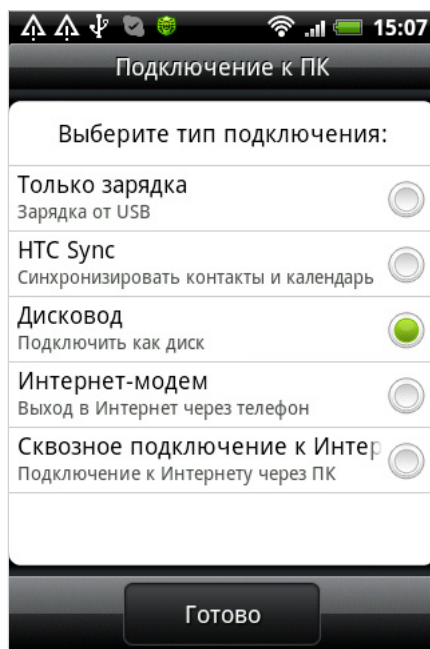 15:07
Подключение к ПК
Выберите тип подключения:
Только зарядка
Зарядка от USB
HTC Sync
Синхронизировать контакты и календарь
Дисковод
Подключить как диск
Интернет-модем
Выход в Интернет через телефон
Сквозное подключение к Интер
Подключение к Интернету через ПК
Готово